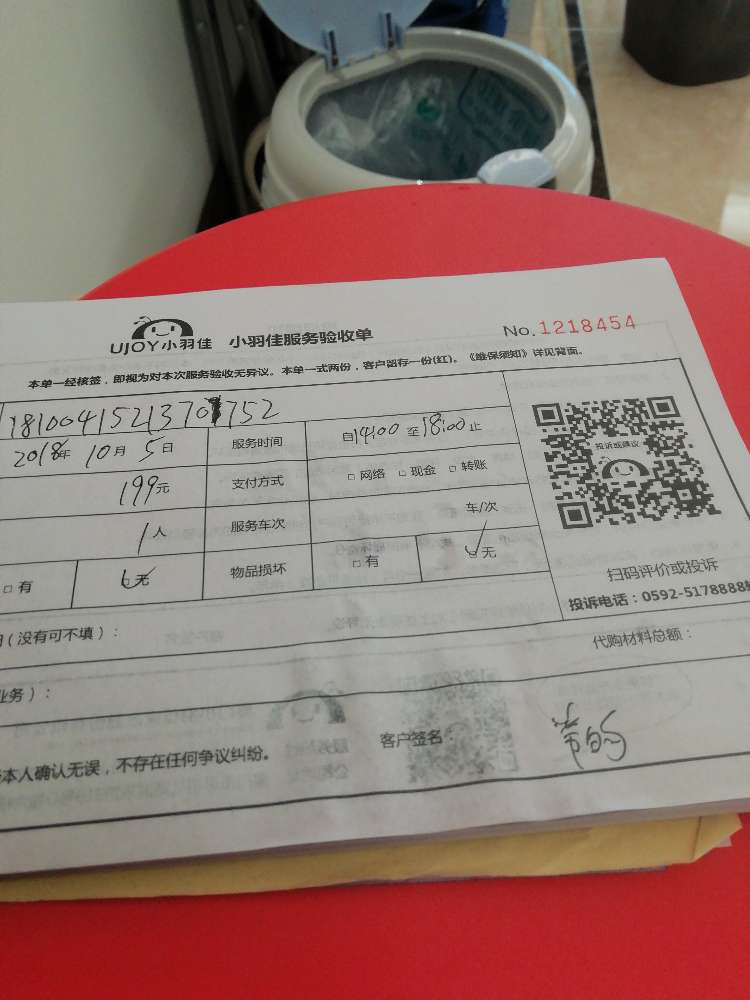 UJOY小羽佳 小羽佳服务验收单 No.1218454
本单一经核签，即视为对本次服务验收无异议。本单一式两份，客户留存一份(红)。《维保须知》详见背面。
2018年10月5日 服务时间 自14:00至18:00止
199元 支付方式 □网络 □现金 □转账
投诉或建议
1人 服务车次 车/次
□有 □无 物品损坏 □有 □无
扫码评价或投诉
投诉电话：0592-5178888
(没有可不填)：
代购材料总额：
业务)：
本人确认无误，不存在任何争议纠纷。 客户签名：